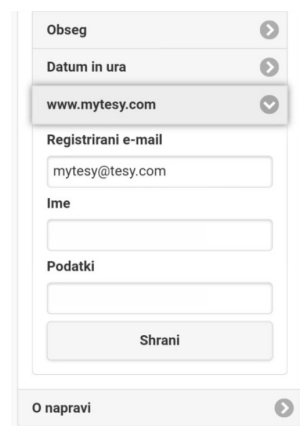 Obseg
Datum in ura
www.mytesy.com
Registrirani e-mail
mytesy@tesy.com
Ime
Podatki
Shrani
O napravi